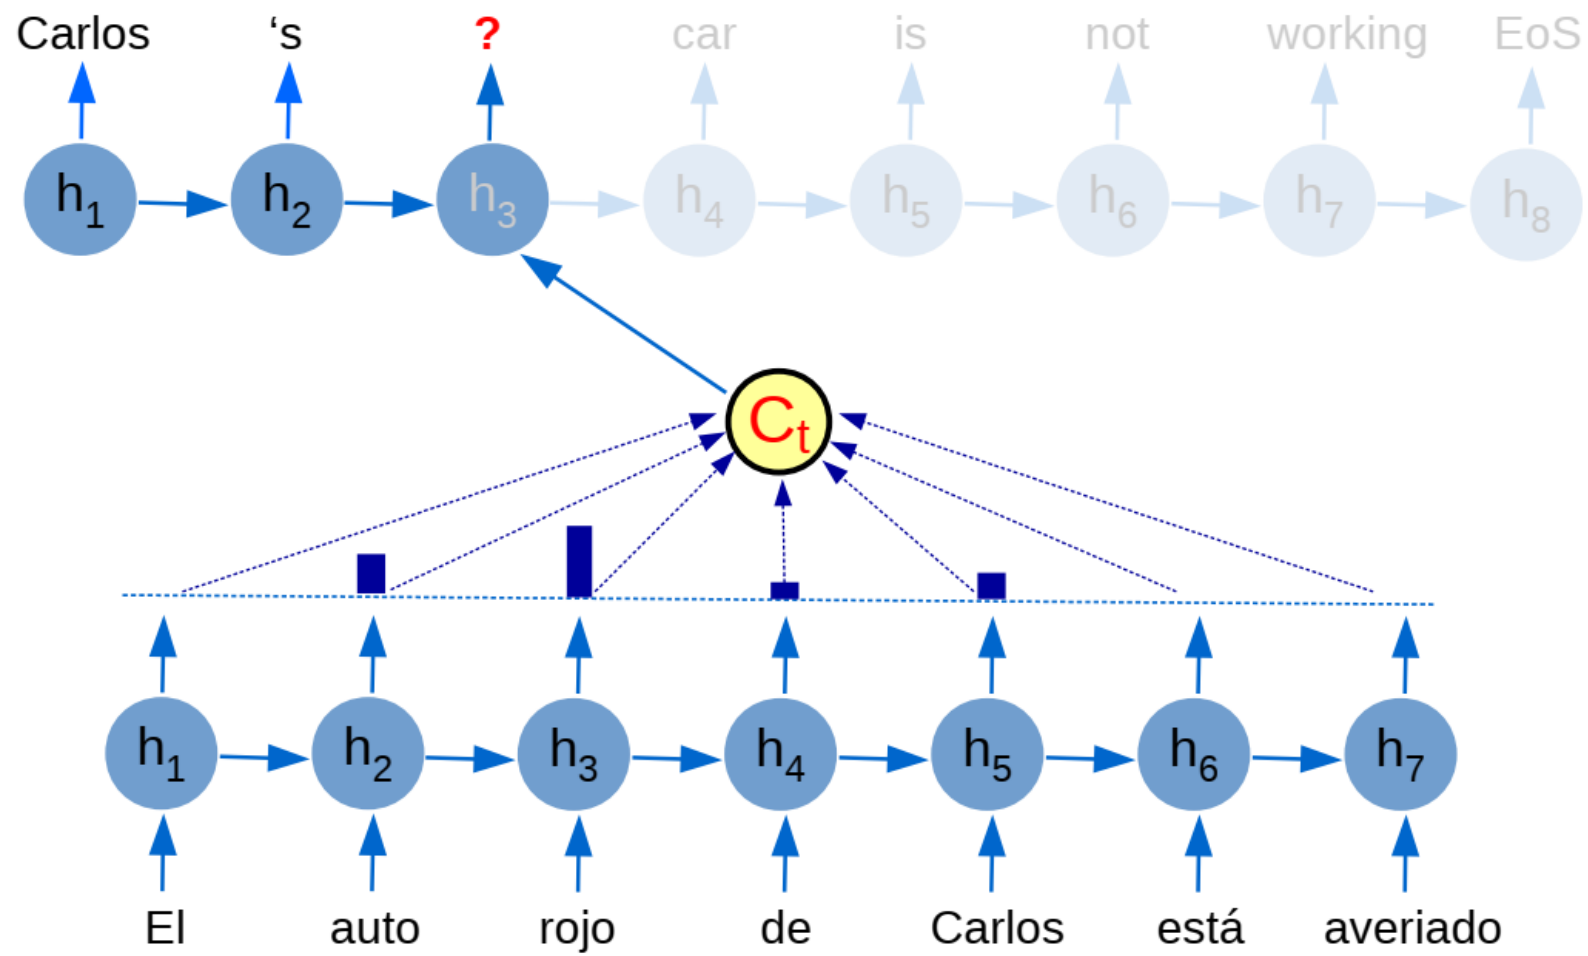 Carlos ‘s ? car is not working EoS
h1 h2 h3 h4 h5 h6 h7 h8
Ct
h1 h2 h3 h4 h5 h6 h7
El auto rojo de Carlos está averiado